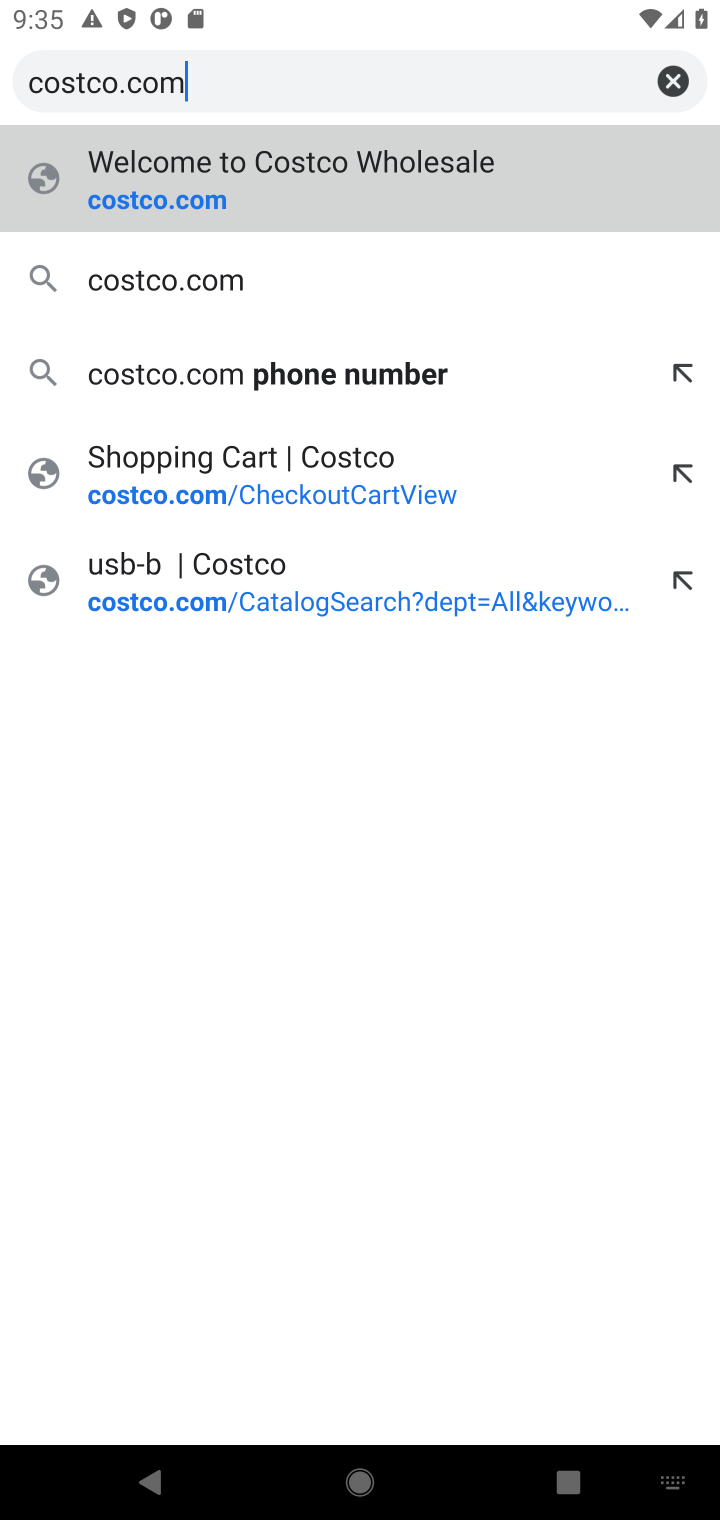 9:35
costco.com
Welcome to Costco Wholesale
costco.com
costco.com
costco.com phone number
Shopping Cart | Costco
costco.com/CheckoutCartView
usb-b | Costco
costco.com/CatalogSearch?dept=All&keywo...